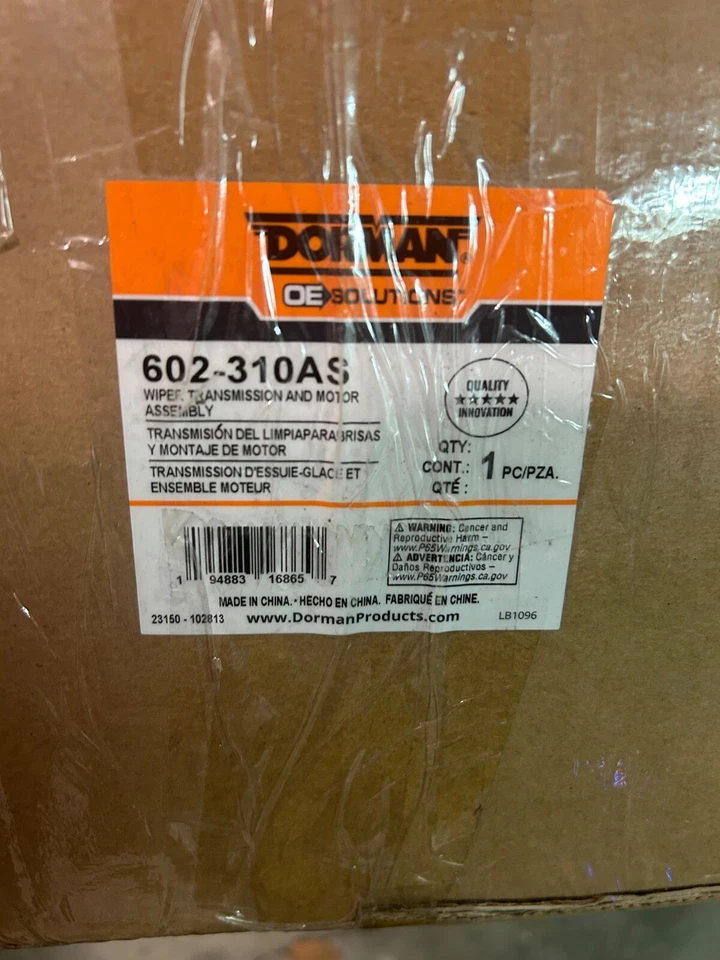 DORMAN®
OE SOLUTIONS™
602-310AS
WIPER TRANSMISSION AND MOTOR
ASSEMBLY
TRANSMISIÓN DEL LIMPIAPARABRISAS
Y MONTAJE DE MOTOR
TRANSMISSION D'ESSUIE-GLACE ET
ENSEMBLE MOTEUR
QUALITY
★★★★★
INNOVATION
QTY:
CONT.: 1 PC/PZA.
QTÉ :
1 94883 16865 7
⚠ WARNING: Cancer and
Reproductive Harm –
www.P65Warnings.ca.gov
⚠ ADVERTENCIA: Cáncer y
Daños Reproductivos –
www.P65Warnings.ca.gov
MADE IN CHINA. • HECHO EN CHINA. FABRIQUÉ EN CHINE.
23150 - 102813 www.DormanProducts.com LB1096